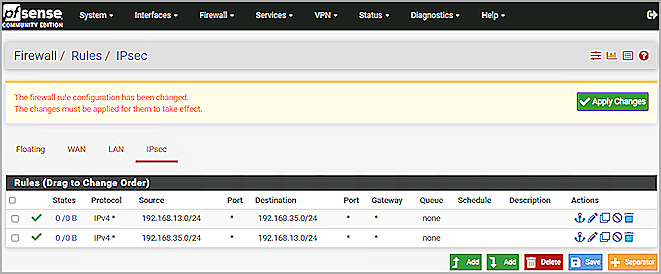 pfsense
COMMUNITY EDITION
System Interfaces Firewall Services VPN Status Diagnostics Help
Firewall / Rules / IPsec
The firewall rule configuration has been changed.
The changes must be applied for them to take effect.
Apply Changes
Floating WAN LAN IPsec
Rules (Drag to Change Order)
States Protocol Source Port Destination Port Gateway Queue Schedule Description Actions
0 /0 B IPv4 * 192.168.13.0/24 * 192.168.35.0/24 * * none
0 /0 B IPv4 * 192.168.35.0/24 * 192.168.13.0/24 * * none
Add Add Delete Save Separator